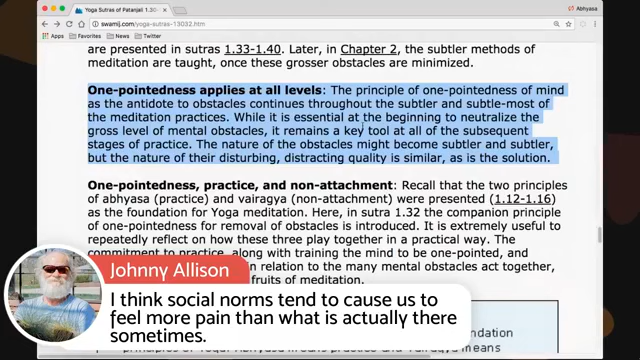 Yoga Sutras of Patanjali 1.30-
Abhyasa
swamij.com/yoga-sutras-13032.htm
Apps
Favorites
News
Twitter
are presented in sutras 1.33-1.40. Later, in Chapter 2, the subtler methods of
meditation are taught, once these grosser obstacles are minimized.
One-pointedness applies at all levels: The principle of one-pointedness of mind
as the antidote to obstacles continues throughout the subtler and subtle-most of
the meditation practices. While it is essential at the beginning to neutralize the
gross level of mental obstacles, it remains a key tool at all of the subsequent
stages of practice. The nature of the obstacles might become subtler and subtler,
but the nature of their disturbing, distracting quality is similar, as is the solution.
One-pointedness, practice, and non-attachment: Recall that the two principles
of abhyasa (practice) and vairagya (non-attachment) were presented (1.12-1.16)
as the foundation for Yoga meditation. Here, in sutra 1.32 the companion principle
of one-pointedness for removal of obstacles is introduced. It is extremely useful to
repeatedly reflect on how these three play together in a practical way. The
commitment to practice, along with training the mind to be one-pointed, and
in relation to the many mental obstacles act together,
fruits of meditation.
Johnny Allison
I think social norms tend to cause us to
feel more pain than what is actually there
sometimes.
ndation
means